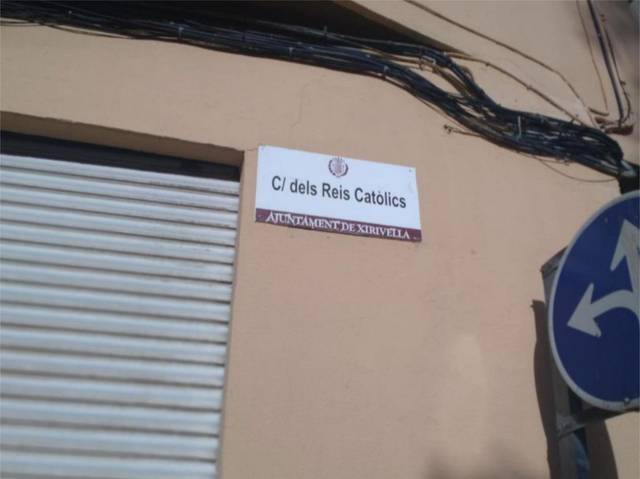 C/ dels Reis Catòlics
AJUNTAMENT DE XIRIVELLA